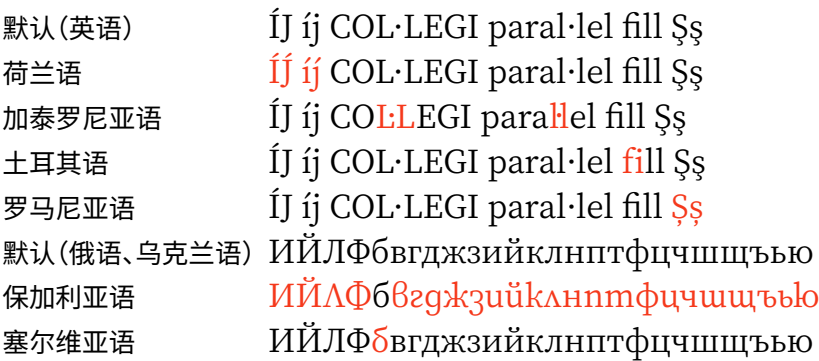 默认（英语） ÍJ íj COL·LEGI paral·lel fill Şş
荷兰语 ÍJ́ íj́ COL·LEGI paral·lel fill Şş
加泰罗尼亚语 ÍJ íj COL·LEGI paral·lel fill Şş
土耳其语 ÍJ íj COL·LEGI paral·lel fill Şş
罗马尼亚语 ÍJ íj COL·LEGI paral·lel fill Șș
默认（俄语、乌克兰语） ИЙЛФбвгджзийклнптфцчшщъью
保加利亚语 ИЙЛФбвгджзийклнптфцчшщъью
塞尔维亚语 ИЙЛФбвгджзийклнптфцчшщъью